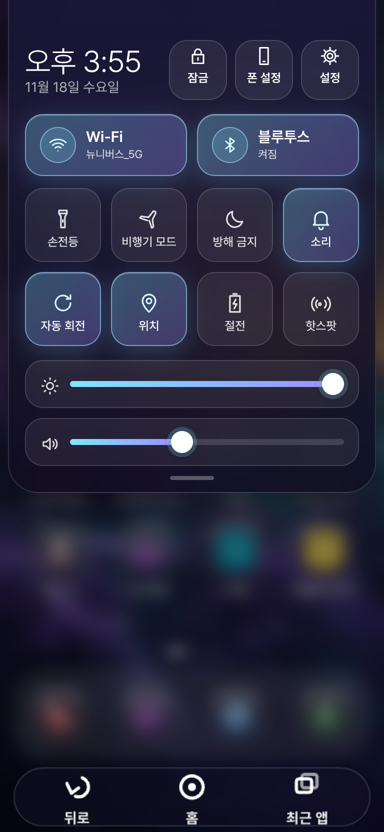 오후 3:55
11월 18일 수요일
잠금
폰 설정
설정
Wi-Fi
뉴니버스_5G
블루투스
켜짐
손전등
비행기 모드
방해 금지
소리
자동 회전
위치
절전
핫스팟
뒤로
홈
최근 앱